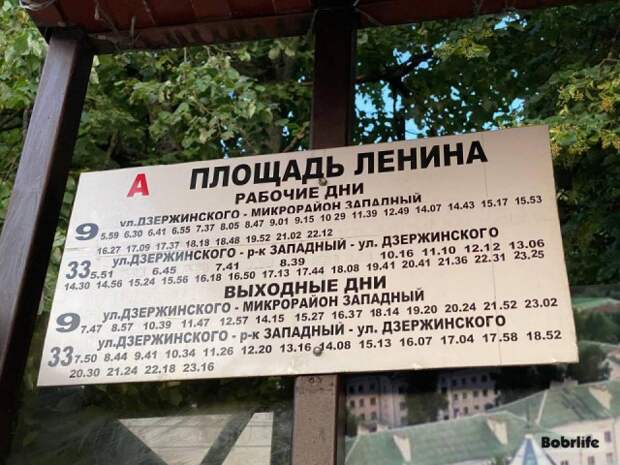 А ПЛОЩАДЬ ЛЕНИНА
РАБОЧИЕ ДНИ
9 ул.ДЗЕРЖИНСКОГО - МИКРОРАЙОН ЗАПАДНЫЙ
5.59 6.30 6.41 6.55 7.37 8.05 8.47 9.01 9.15 10 29 11.39 12.49 14.07 14.43 15.17 15.53
16.27 17.09 17.37 18.18 18.48 19.52 21.02 22.12
33 ул.ДЗЕРЖИНСКОГО - р-к ЗАПАДНЫЙ - ул. ДЗЕРЖИНСКОГО
5.51 6.45 7.41 8.39 10.16 11.10 12.12 13.06
14.30 14.56 15.24 15.56 16.18 16.50 17.13 17.44 18.08 19.41 20.41 21.36 22.31 23.25
ВЫХОДНЫЕ ДНИ
9 ул.ДЗЕРЖИНСКОГО - МИКРОРАЙОН ЗАПАДНЫЙ
7.47 8.57 10.39 11.47 12.57 14.15 15.27 16.37 18.14 19.20 20.24 21.52 23.02
33 ул.ДЗЕРЖИНСКОГО - р-к ЗАПАДНЫЙ - ул. ДЗЕРЖИНСКОГО
7.50 8.44 9.41 10.34 11.26 12.20 13.16 14.08 15.13 16.07 17.04 17.58 18.52
20.30 21.24 22.18 23.16
Bobrlife